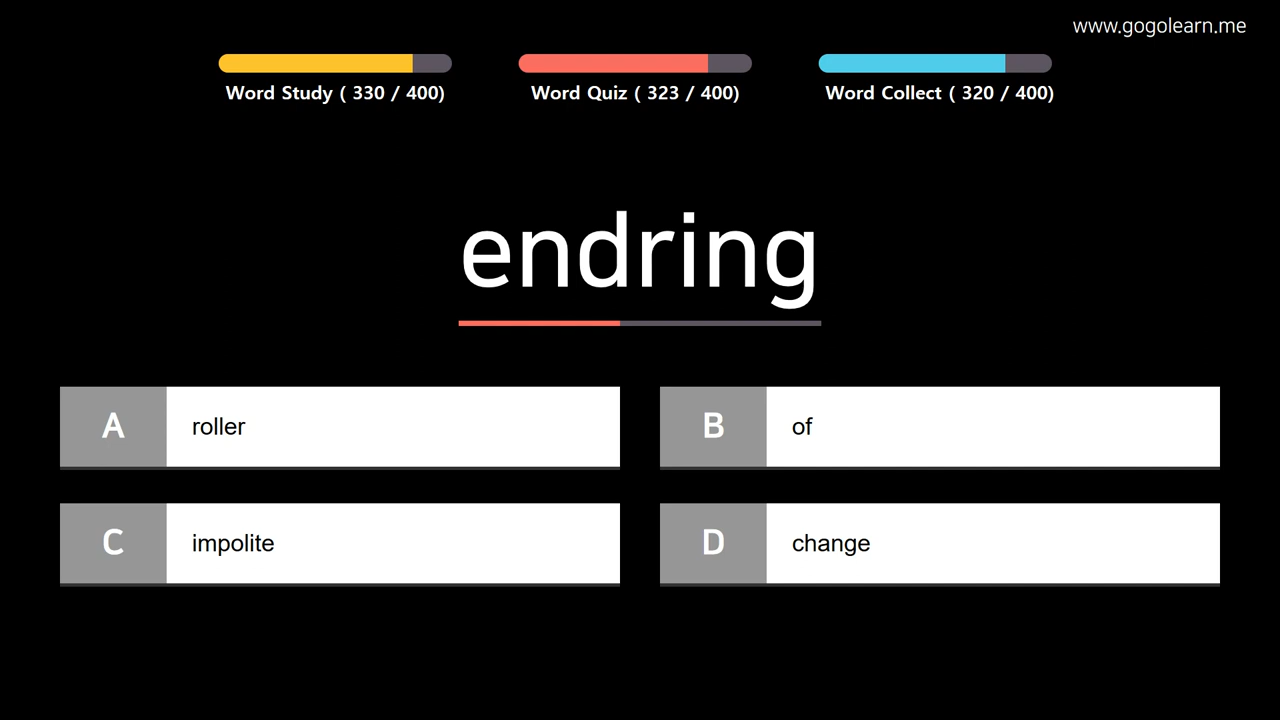 www.gogolearn.me
Word Study ( 330 / 400)
Word Quiz ( 323 / 400)
Word Collect ( 320 / 400)
endring
A roller
B of
C impolite
D change